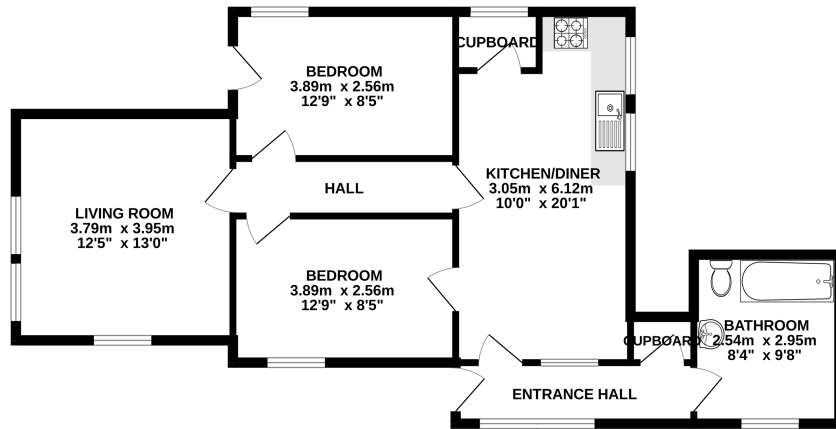 CUPBOARD
BEDROOM
3.89m x 2.56m
12'9" x 8'5"
KITCHEN/DINER
3.05m x 6.12m
10'0" x 20'1"
HALL
LIVING ROOM
3.79m x 3.95m
12'5" x 13'0"
BEDROOM
3.89m x 2.56m
12'9" x 8'5"
BATHROOM
2.54m x 2.95m
8'4" x 9'8"
CUPBOARD
ENTRANCE HALL